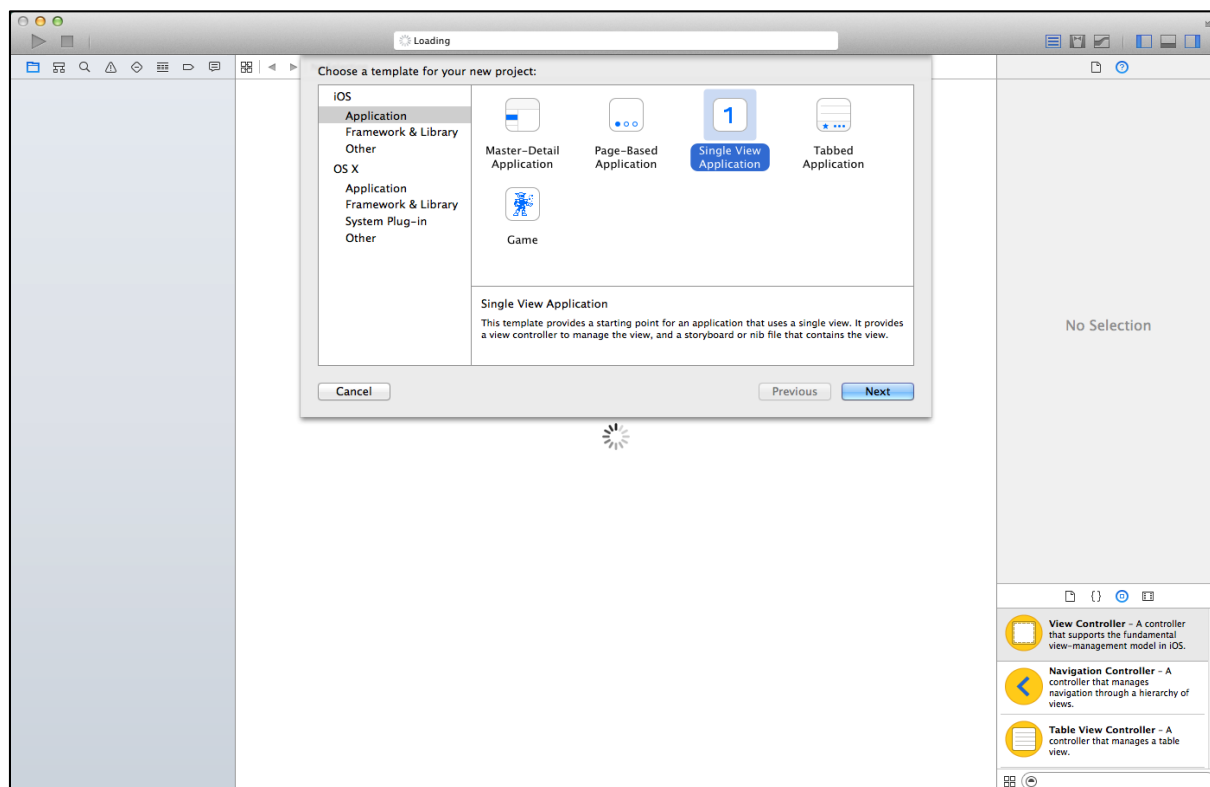 Loading
Choose a template for your new project:
iOS
Application
Framework & Library
Other
OS X
Application
Framework & Library
System Plug-in
Other
Master-Detail
Application
Page-Based
Application
1
Single View
Application
Tabbed
Application
Game
Single View Application
This template provides a starting point for an application that uses a single view. It provides
a view controller to manage the view, and a storyboard or nib file that contains the view.
Cancel
Previous
Next
No Selection
View Controller – A controller
that supports the fundamental
view-management model in iOS.
Navigation Controller – A
controller that manages
navigation through a hierarchy of
views.
Table View Controller – A
controller that manages a table
view.